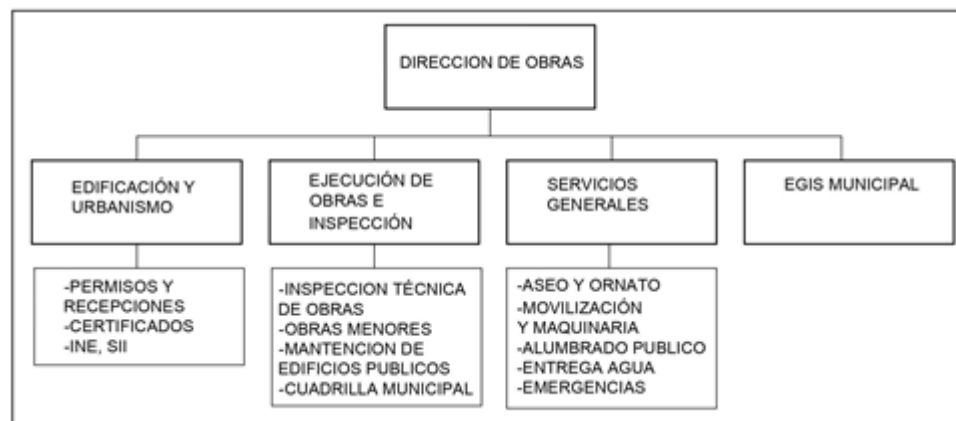 DIRECCION DE OBRAS
EDIFICACIÓN Y
URBANISMO
EJECUCIÓN DE
OBRAS E
INSPECCIÓN
SERVICIOS
GENERALES
EGIS MUNICIPAL
-PERMISOS Y
RECEPCIONES
-CERTIFICADOS
-INE, SII
-INSPECCION TÉCNICA
DE OBRAS
-OBRAS MENORES
-MANTENCION DE
EDIFICIOS PUBLICOS
-CUADRILLA MUNICIPAL
-ASEO Y ORNATO
-MOVILIZACIÓN
Y MAQUINARIA
-ALUMBRADO PUBLICO
-ENTREGA AGUA
-EMERGENCIAS